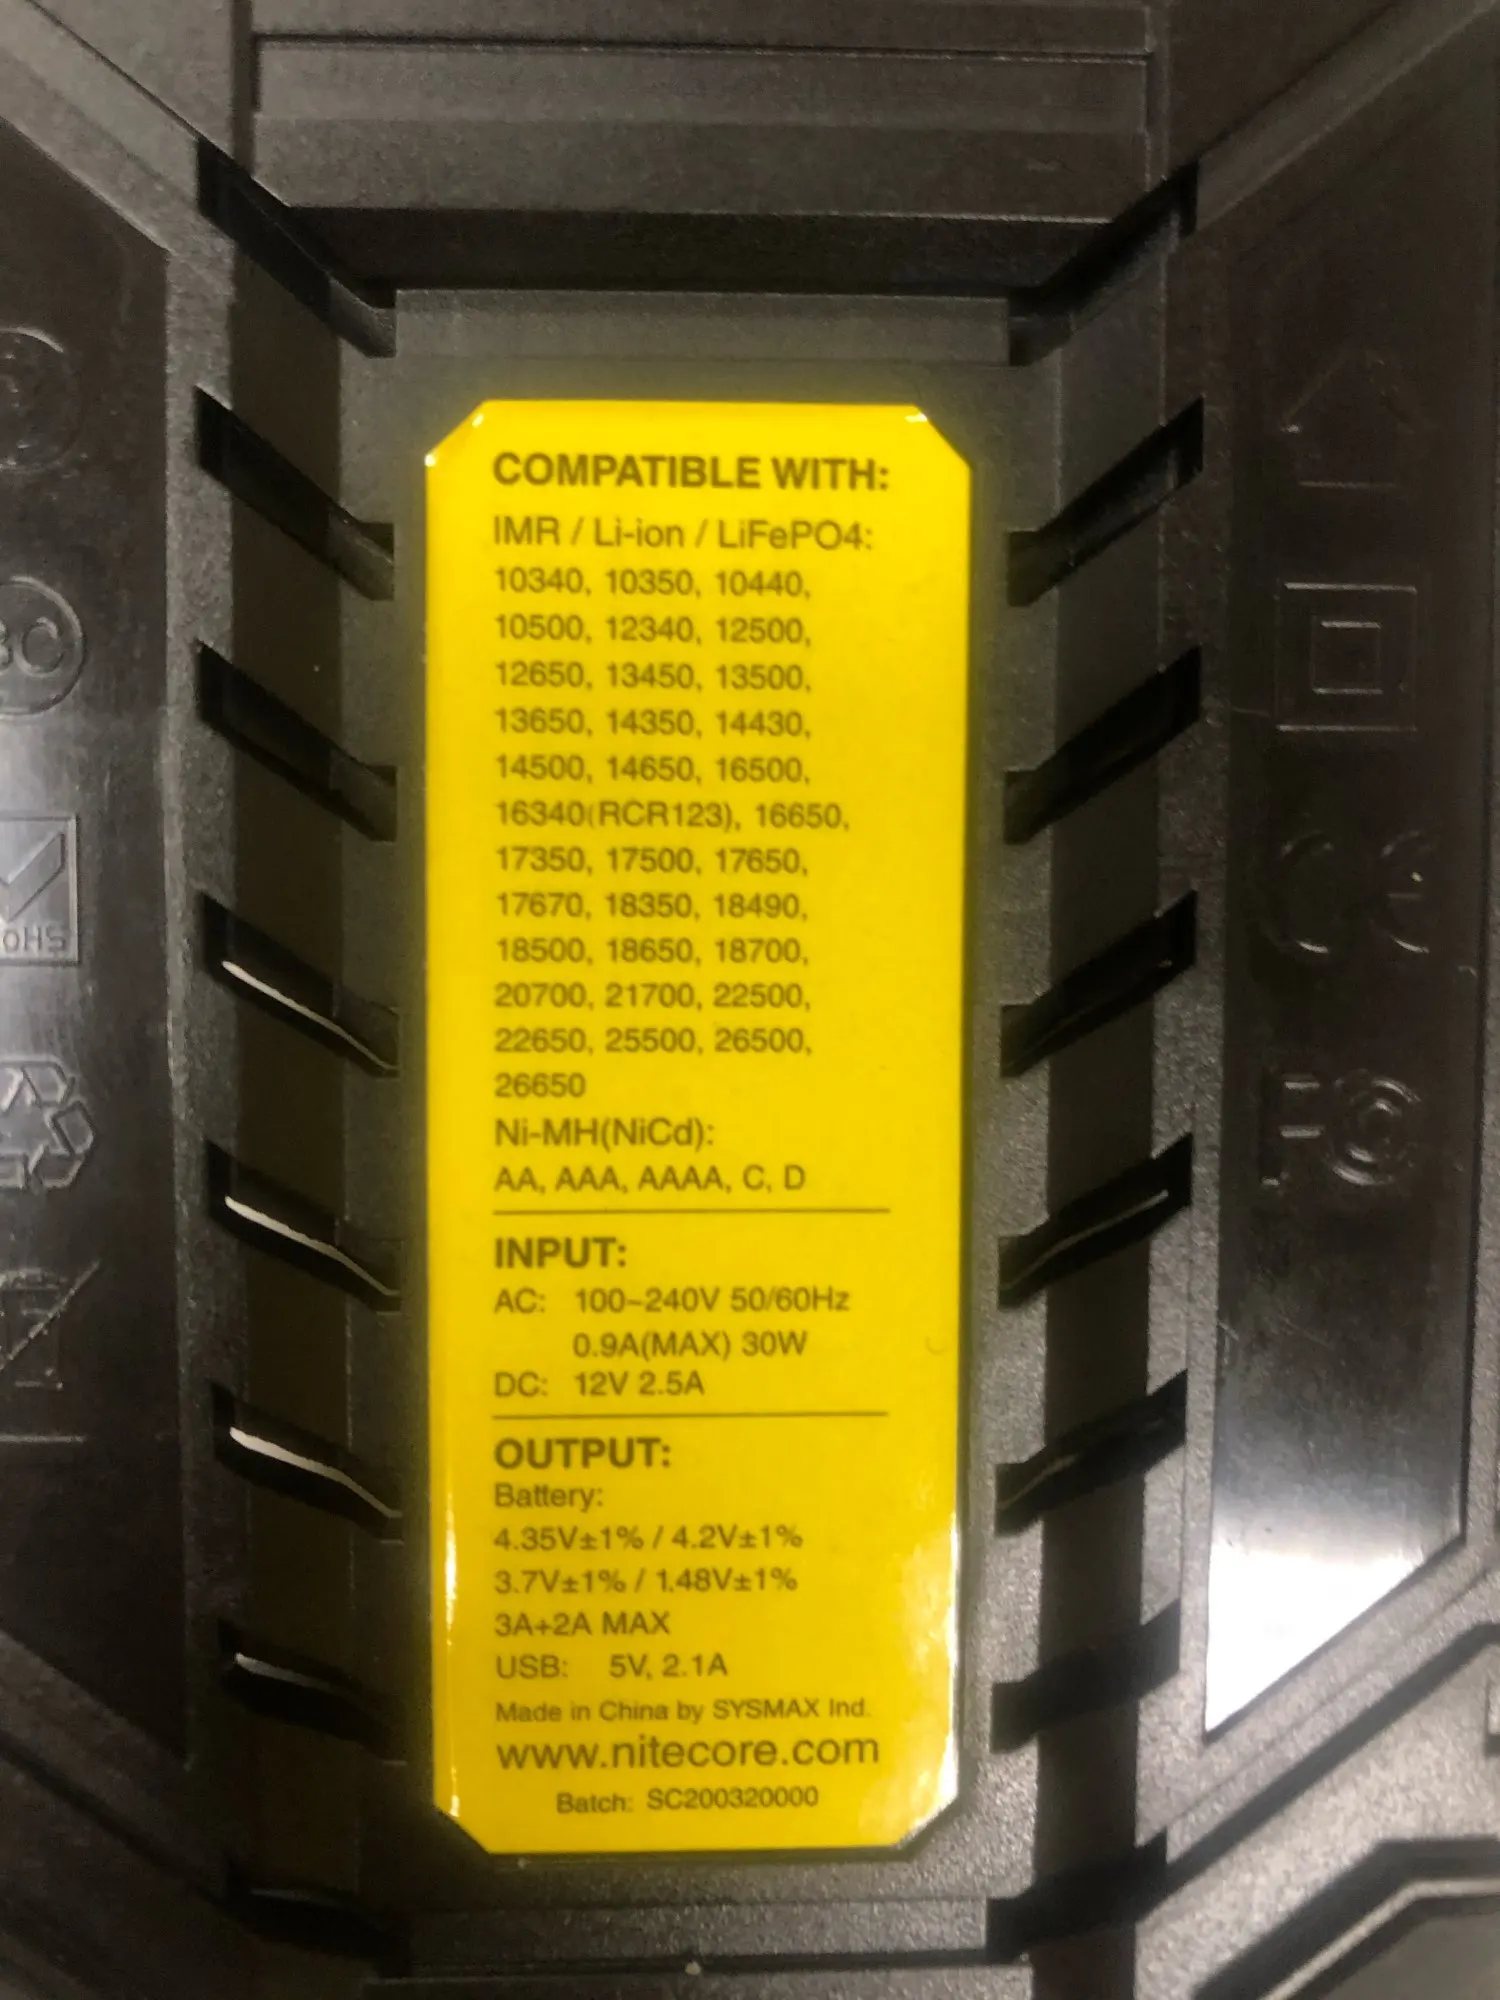 COMPATIBLE WITH:
IMR / Li-ion / LiFePO4:
10340, 10350, 10440,
10500, 12340, 12500,
12650, 13450, 13500,
13650, 14350, 14430,
14500, 14650, 16500,
16340(RCR123), 16650,
17350, 17500, 17650,
17670, 18350, 18490,
18500, 18650, 18700,
20700, 21700, 22500,
22650, 25500, 26500,
26650
Ni-MH(NiCd):
AA, AAA, AAAA, C, D
INPUT:
AC: 100~240V 50/60Hz
0.9A(MAX) 30W
DC: 12V 2.5A
OUTPUT:
Battery:
4.35V±1% / 4.2V±1%
3.7V±1% / 1.48V±1%
3A+2A MAX
USB: 5V, 2.1A
Made in China by SYSMAX Ind.
www.nitecore.com
Batch: SC200320000
CE
FC